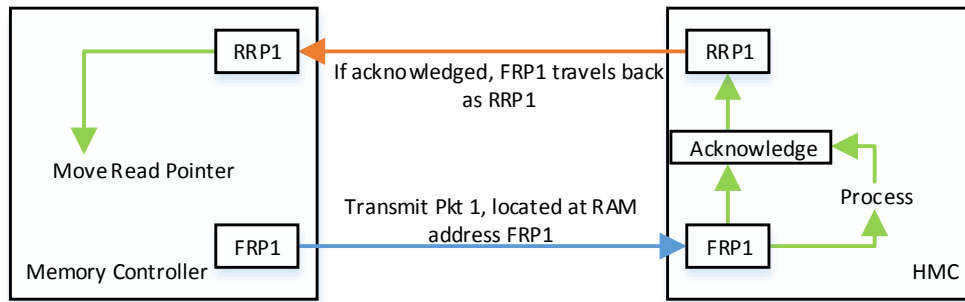 RRP1
RRP1
If acknowledged, FRP1 travels back
as RRP1
Acknowledge
Move Read Pointer
Process
Transmit Pkt 1, located at RAM
address FRP1
FRP1
FRP1
Memory Controller
HMC